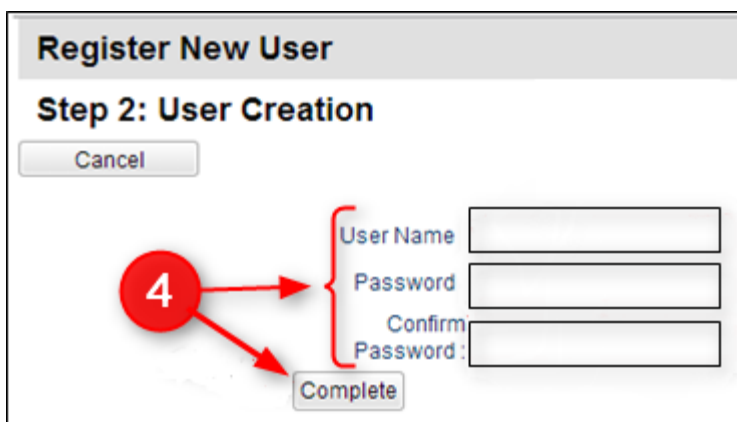 Register New User
Step 2: User Creation
Cancel
User Name
4
Password
Confirm
Password :
Complete